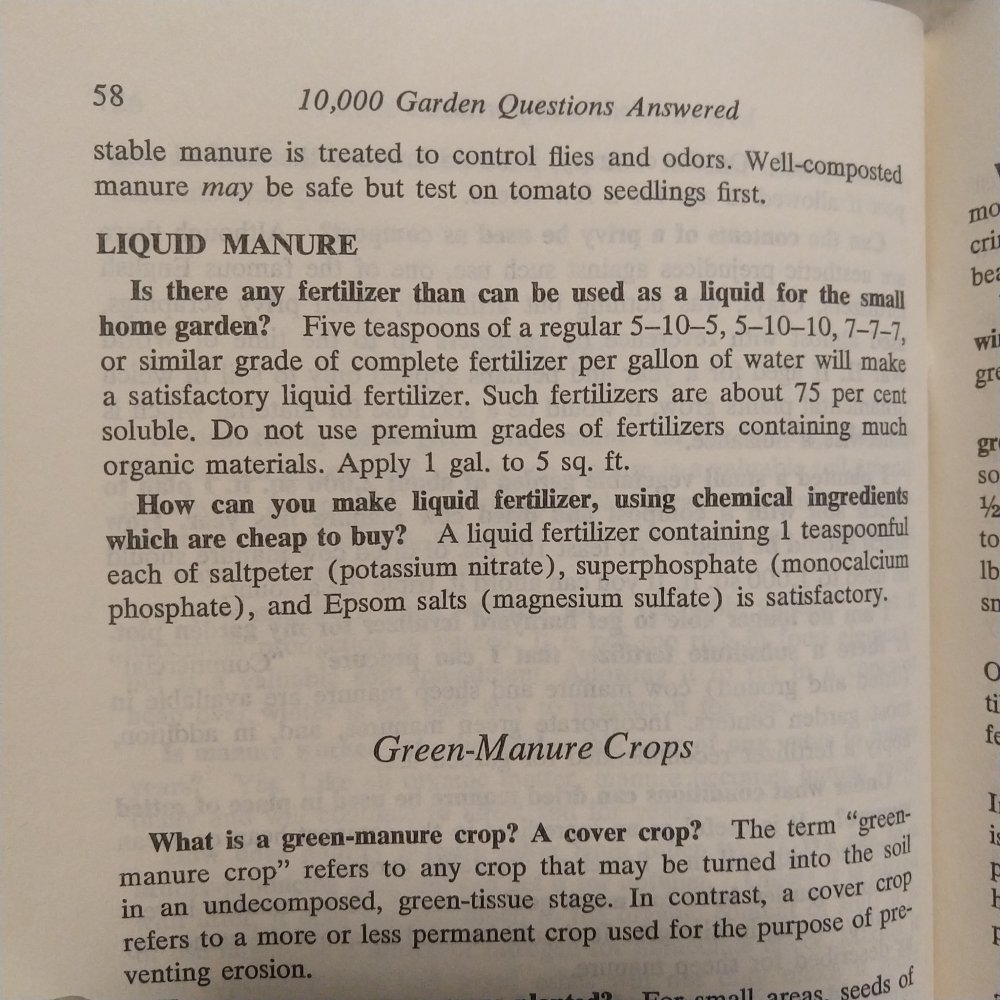 58
10,000 Garden Questions Answered
stable manure is treated to control flies and odors. Well-composted
manure may be safe but test on tomato seedlings first.
LIQUID MANURE
Is there any fertilizer than can be used as a liquid for the small
home garden? Five teaspoons of a regular 5–10–5, 5–10–10, 7–7–7,
or similar grade of complete fertilizer per gallon of water will make
a satisfactory liquid fertilizer. Such fertilizers are about 75 per cent
soluble. Do not use premium grades of fertilizers containing much
organic materials. Apply 1 gal. to 5 sq. ft.
How can you make liquid fertilizer, using chemical ingredients
which are cheap to buy? A liquid fertilizer containing 1 teaspoonful
each of saltpeter (potassium nitrate), superphosphate (monocalcium
phosphate), and Epsom salts (magnesium sulfate) is satisfactory.
Green-Manure Crops
What is a green-manure crop? A cover crop? The term “green-
manure crop” refers to any crop that may be turned into the soil
in an undecomposed, green-tissue stage. In contrast, a cover crop
refers to a more or less permanent crop used for the purpose of pre-
venting erosion.
planted? For small areas, seeds of